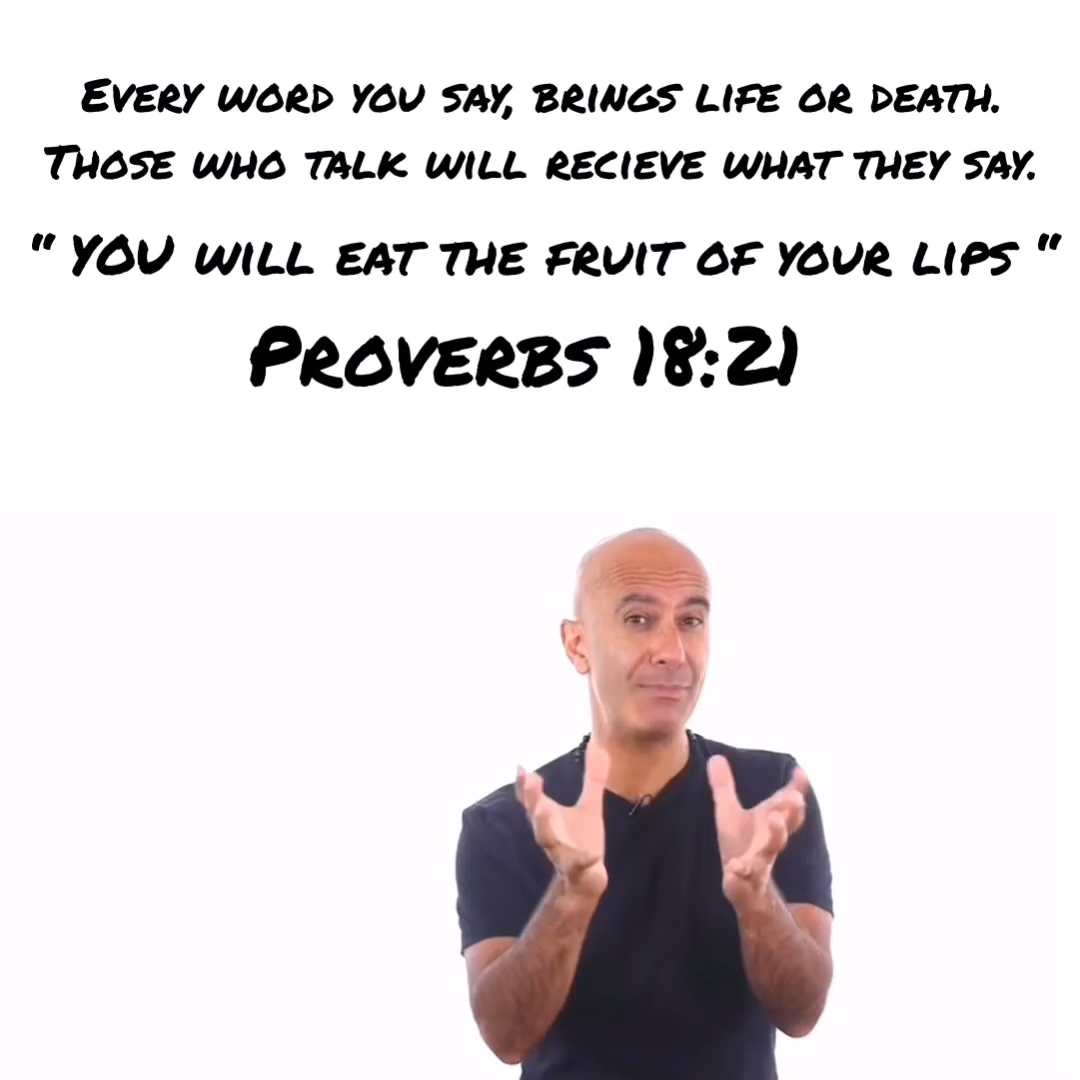 EVERY WORD YOU SAY, BRINGS LIFE OR DEATH.
THOSE WHO TALK WILL RECIEVE WHAT THEY SAY.
" YOU WILL EAT THE FRUIT OF YOUR LIPS "
PROVERBS 18:21